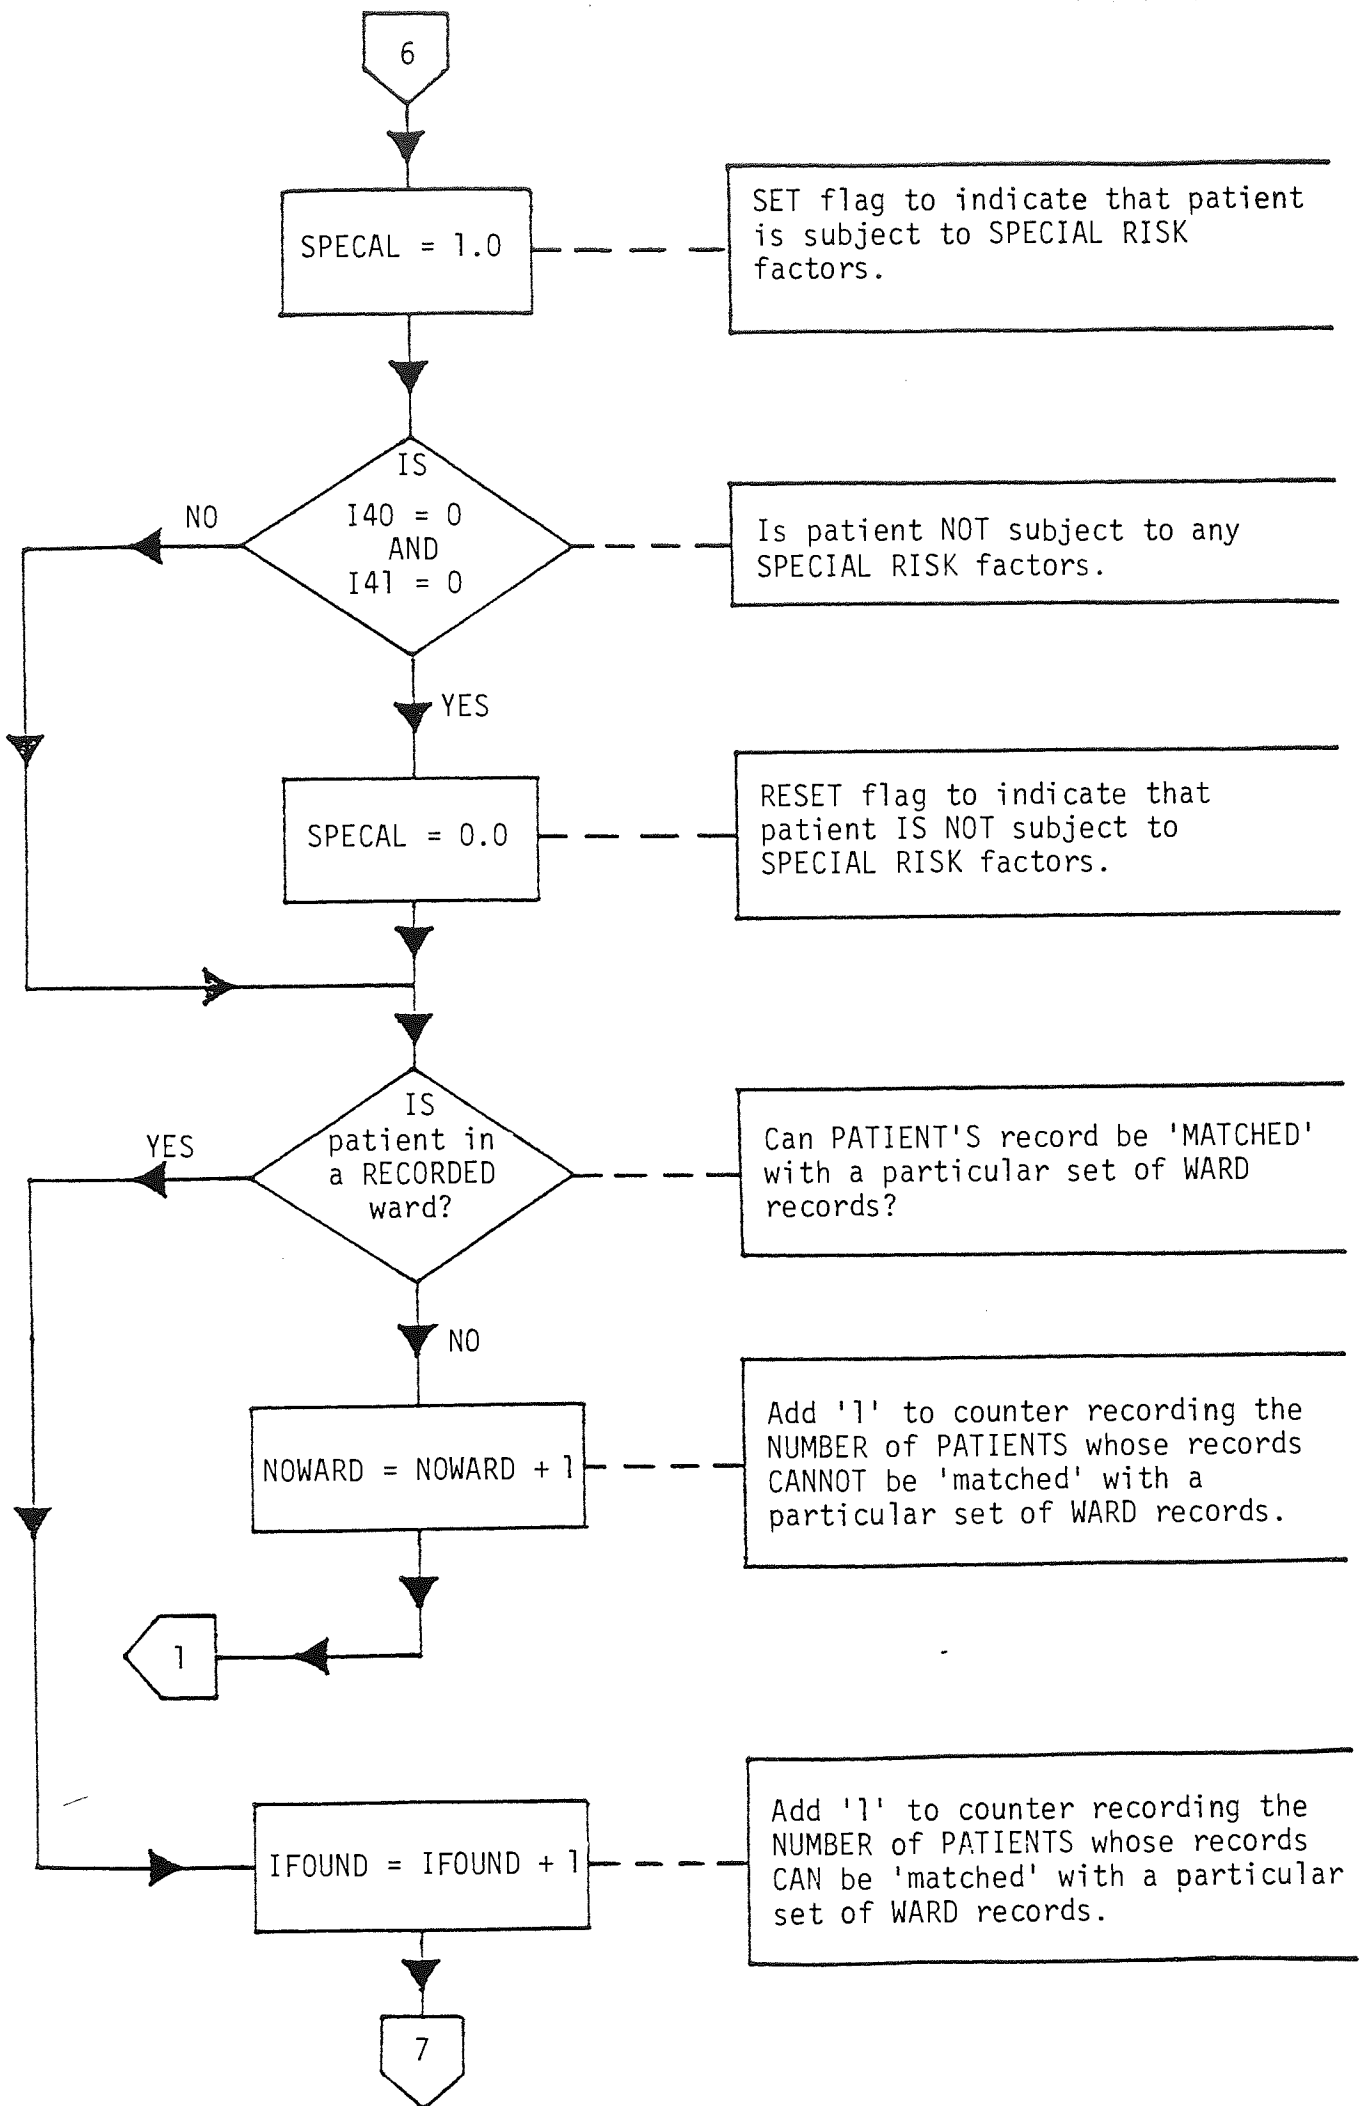 6
SPECAL = 1.0
SET flag to indicate that patient
is subject to SPECIAL RISK
factors.
IS
I40 = 0
AND
I41 = 0
NO
Is patient NOT subject to any
SPECIAL RISK factors.
YES
SPECAL = 0.0
RESET flag to indicate that
patient IS NOT subject to
SPECIAL RISK factors.
IS
patient in
a RECORDED
ward?
YES
Can PATIENT'S record be 'MATCHED'
with a particular set of WARD
records?
NO
NOWARD = NOWARD + 1
Add '1' to counter recording the
NUMBER of PATIENTS whose records
CANNOT be 'matched' with a
particular set of WARD records.
1
IFOUND = IFOUND + 1
Add '1' to counter recording the
NUMBER of PATIENTS whose records
CAN be 'matched' with a particular
set of WARD records.
7